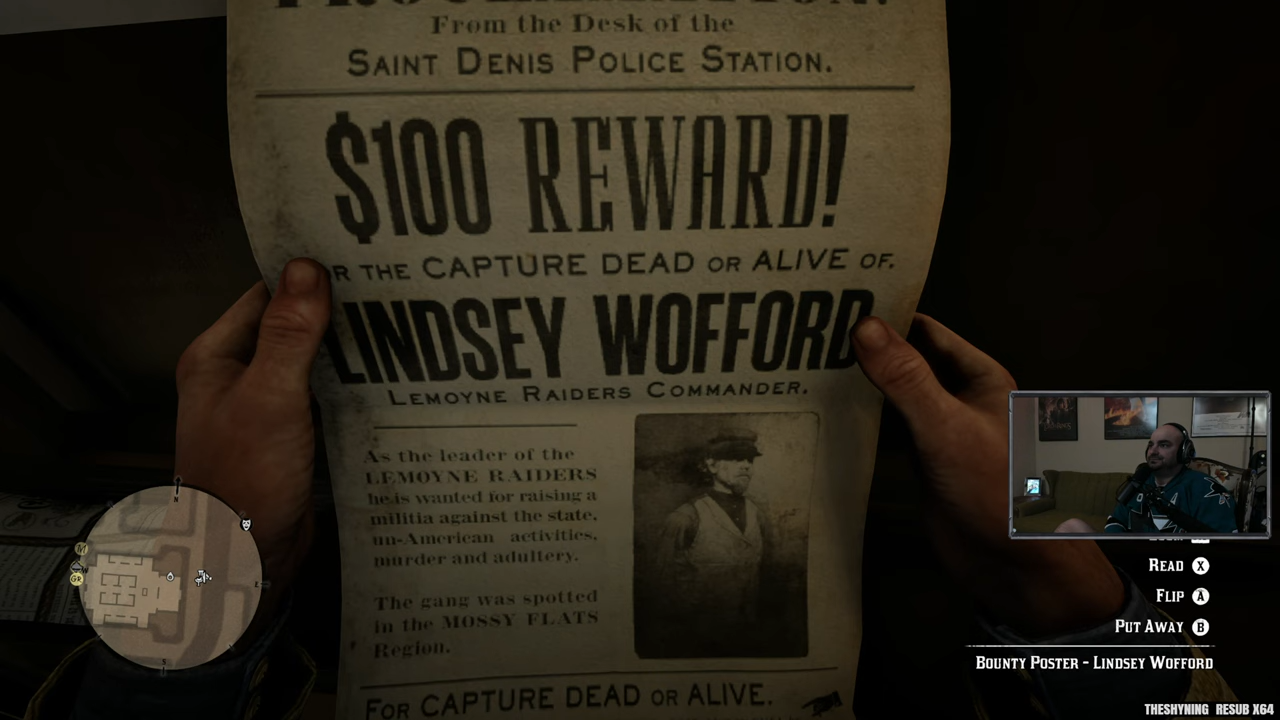 From the Desk of the
SAINT DENIS POLICE STATION.
$100 REWARD!
R THE CAPTURE DEAD OR ALIVE OF.
LINDSEY WOFFORD
LEMOYNE RAIDERS COMMANDER.
As the leader of the
LEMOYNE RAIDERS
he is wanted for raising a
militia against the state,
un-American activities,
murder and adultery.
The gang was spotted
in the MOSSY FLATS
Region.
FOR CAPTURE DEAD OR ALIVE.
READ X
FLIP A
PUT AWAY B
BOUNTY POSTER - LINDSEY WOFFORD
THESHYNING RESUB X64
N
S
GR